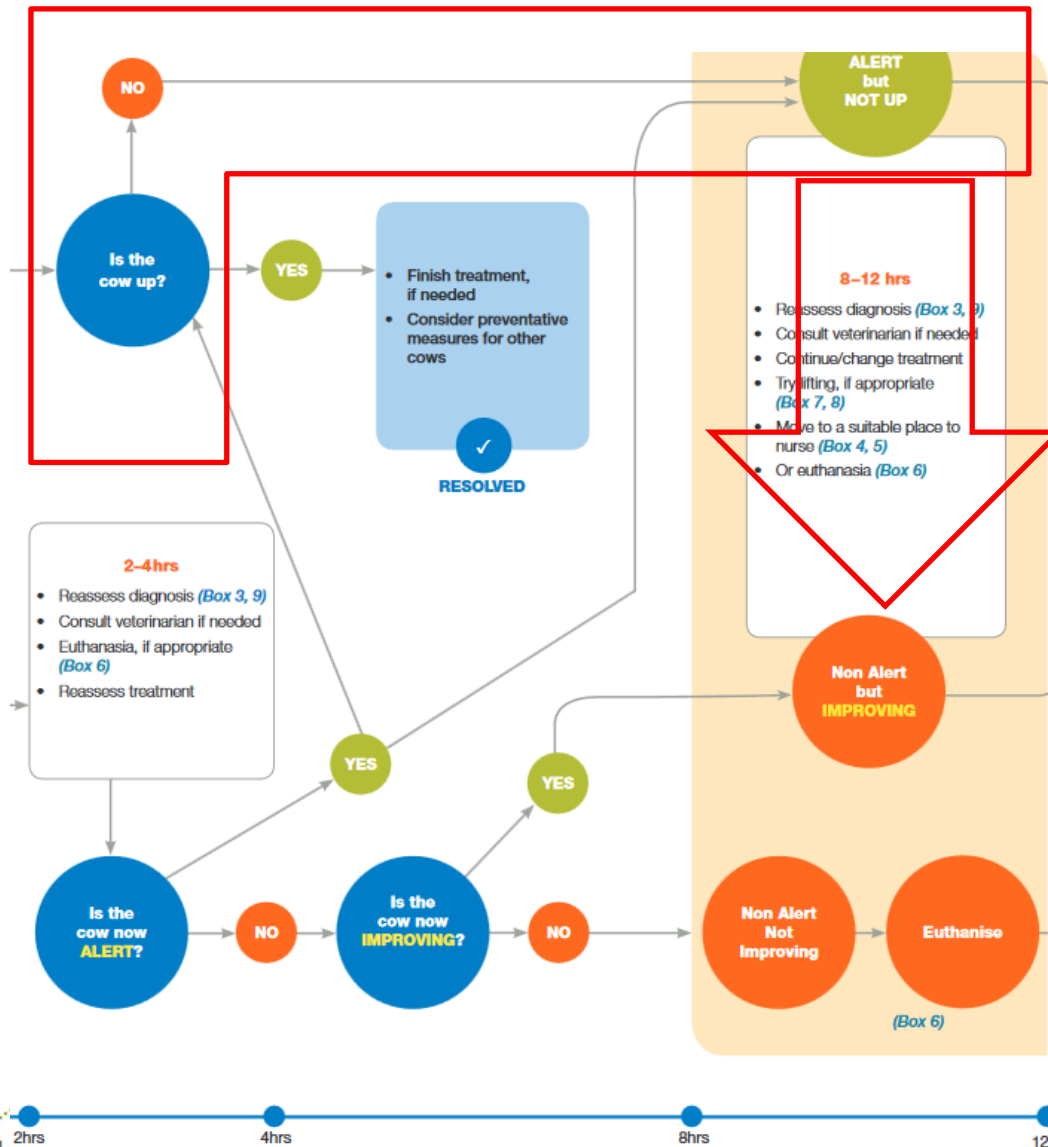 NO
ALERT
but
NOT UP
Is the
cow up?
YES
• Finish treatment,
if needed
• Consider preventative
measures for other
cows
✓
RESOLVED
8–12 hrs
• Reassess diagnosis (Box 3, 9)
• Consult veterinarian if needed
• Continue/change treatment
• Try lifting, if appropriate
(Box 7, 8)
• Move to a suitable place to
nurse (Box 4, 5)
• Or euthanasia (Box 6)
2–4hrs
• Reassess diagnosis (Box 3, 9)
• Consult veterinarian if needed
• Euthanasia, if appropriate
(Box 6)
• Reassess treatment
YES
YES
Non Alert
but
IMPROVING
Is the
cow now
ALERT?
NO
Is the
cow now
IMPROVING?
NO
Non Alert
Not
Improving
Euthanise
(Box 6)
2hrs
4hrs
8hrs
12